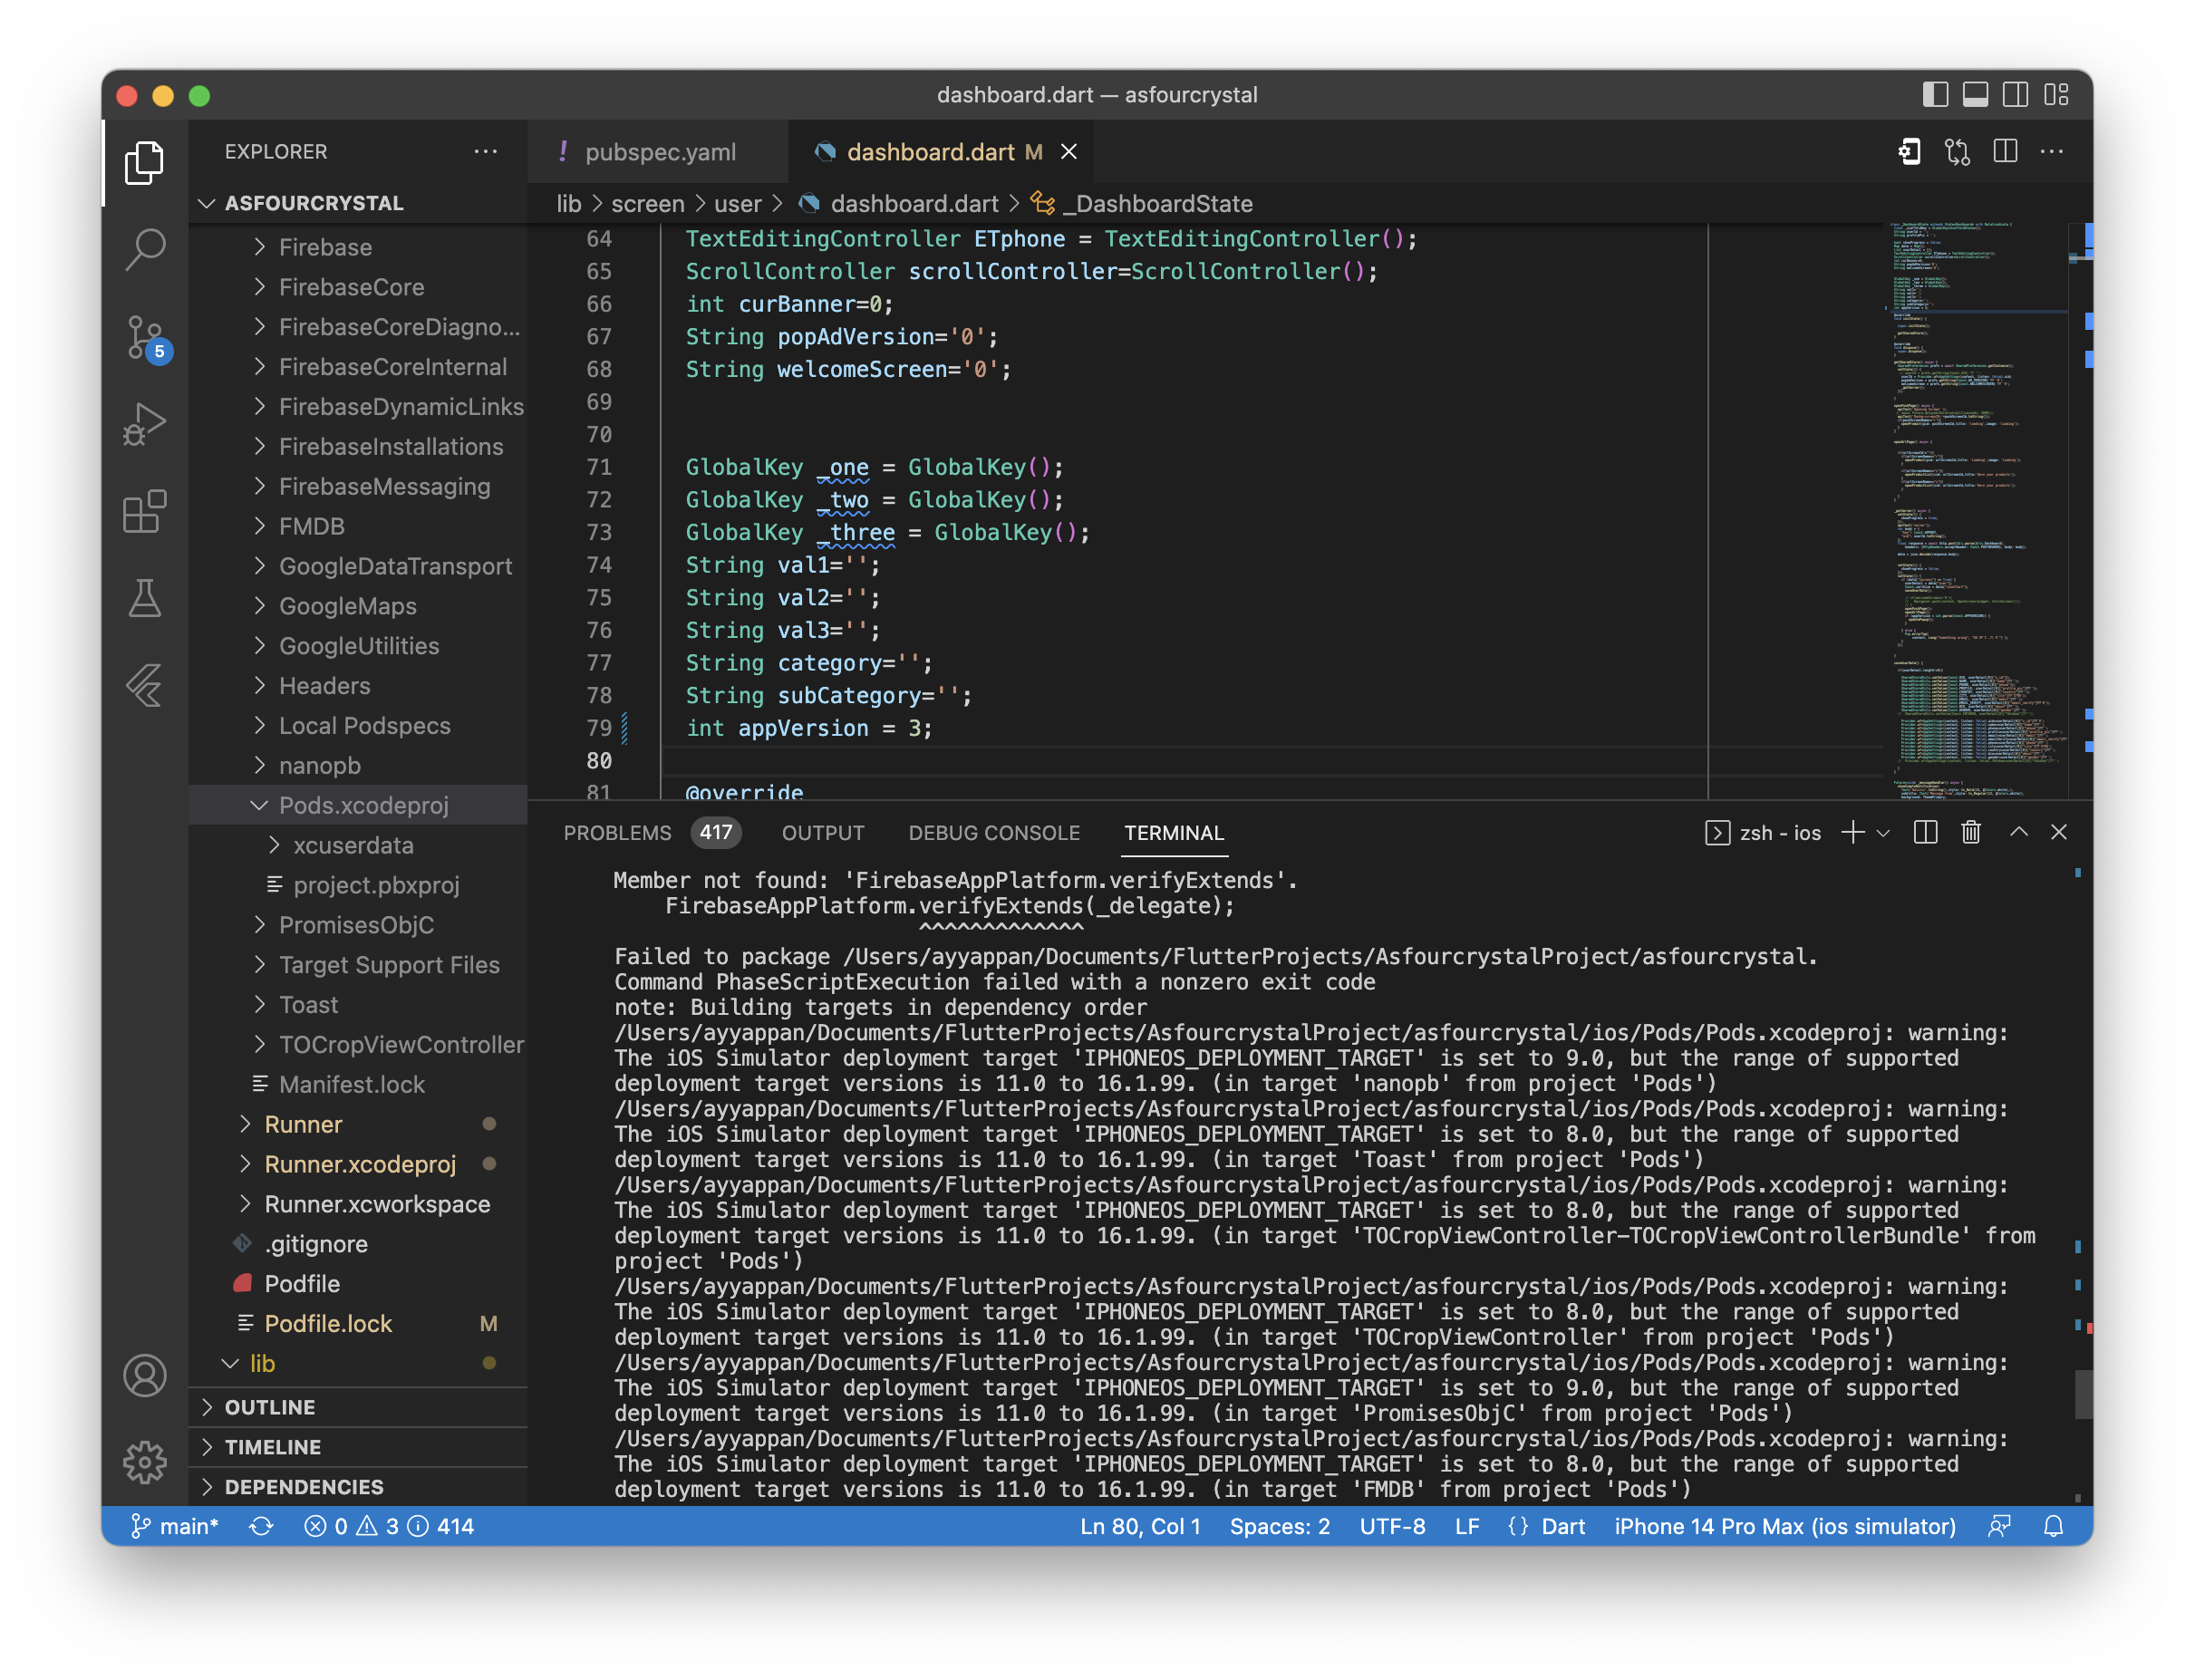 dashboard.dart — asfourcrystal
EXPLORER
ASFOURCRYSTAL
Firebase
FirebaseCore
FirebaseCoreDiagno...
FirebaseCoreInternal
FirebaseDynamicLinks
FirebaseInstallations
FirebaseMessaging
FMDB
GoogleDataTransport
GoogleMaps
GoogleUtilities
Headers
Local Podspecs
nanopb
Pods.xcodeproj
xcuserdata
project.pbxproj
PromisesObjC
Target Support Files
Toast
TOCropViewController
Manifest.lock
Runner
Runner.xcodeproj
Runner.xcworkspace
.gitignore
Podfile
Podfile.lock M
lib
OUTLINE
TIMELINE
DEPENDENCIES
5
! pubspec.yaml
dashboard.dart M
lib > screen > user > dashboard.dart > _DashboardState
64 TextEditingController ETphone = TextEditingController();
65 ScrollController scrollController=ScrollController();
66 int curBanner=0;
67 String popAdVersion='0';
68 String welcomeScreen='0';
69
70
71 GlobalKey _one = GlobalKey();
72 GlobalKey _two = GlobalKey();
73 GlobalKey _three = GlobalKey();
74 String val1='';
75 String val2='';
76 String val3='';
77 String category='';
78 String subCategory='';
79 int appVersion = 3;
80
81 @override
PROBLEMS 417 OUTPUT DEBUG CONSOLE TERMINAL
zsh - ios
Member not found: 'FirebaseAppPlatform.verifyExtends'.
FirebaseAppPlatform.verifyExtends(_delegate);
^^^^^^^^^^^^^
Failed to package /Users/ayyappan/Documents/FlutterProjects/AsfourcrystalProject/asfourcrystal.
Command PhaseScriptExecution failed with a nonzero exit code
note: Building targets in dependency order
/Users/ayyappan/Documents/FlutterProjects/AsfourcrystalProject/asfourcrystal/ios/Pods/Pods.xcodeproj: warning:
The iOS Simulator deployment target 'IPHONEOS_DEPLOYMENT_TARGET' is set to 9.0, but the range of supported
deployment target versions is 11.0 to 16.1.99. (in target 'nanopb' from project 'Pods')
/Users/ayyappan/Documents/FlutterProjects/AsfourcrystalProject/asfourcrystal/ios/Pods/Pods.xcodeproj: warning:
The iOS Simulator deployment target 'IPHONEOS_DEPLOYMENT_TARGET' is set to 8.0, but the range of supported
deployment target versions is 11.0 to 16.1.99. (in target 'Toast' from project 'Pods')
/Users/ayyappan/Documents/FlutterProjects/AsfourcrystalProject/asfourcrystal/ios/Pods/Pods.xcodeproj: warning:
The iOS Simulator deployment target 'IPHONEOS_DEPLOYMENT_TARGET' is set to 8.0, but the range of supported
deployment target versions is 11.0 to 16.1.99. (in target 'TOCropViewController-TOCropViewControllerBundle' from
project 'Pods')
/Users/ayyappan/Documents/FlutterProjects/AsfourcrystalProject/asfourcrystal/ios/Pods/Pods.xcodeproj: warning:
The iOS Simulator deployment target 'IPHONEOS_DEPLOYMENT_TARGET' is set to 8.0, but the range of supported
deployment target versions is 11.0 to 16.1.99. (in target 'TOCropViewController' from project 'Pods')
/Users/ayyappan/Documents/FlutterProjects/AsfourcrystalProject/asfourcrystal/ios/Pods/Pods.xcodeproj: warning:
The iOS Simulator deployment target 'IPHONEOS_DEPLOYMENT_TARGET' is set to 9.0, but the range of supported
deployment target versions is 11.0 to 16.1.99. (in target 'PromisesObjC' from project 'Pods')
/Users/ayyappan/Documents/FlutterProjects/AsfourcrystalProject/asfourcrystal/ios/Pods/Pods.xcodeproj: warning:
The iOS Simulator deployment target 'IPHONEOS_DEPLOYMENT_TARGET' is set to 8.0, but the range of supported
deployment target versions is 11.0 to 16.1.99. (in target 'FMDB' from project 'Pods')
main* 0 3 414
Ln 80, Col 1 Spaces: 2 UTF-8 LF {} Dart iPhone 14 Pro Max (ios simulator)